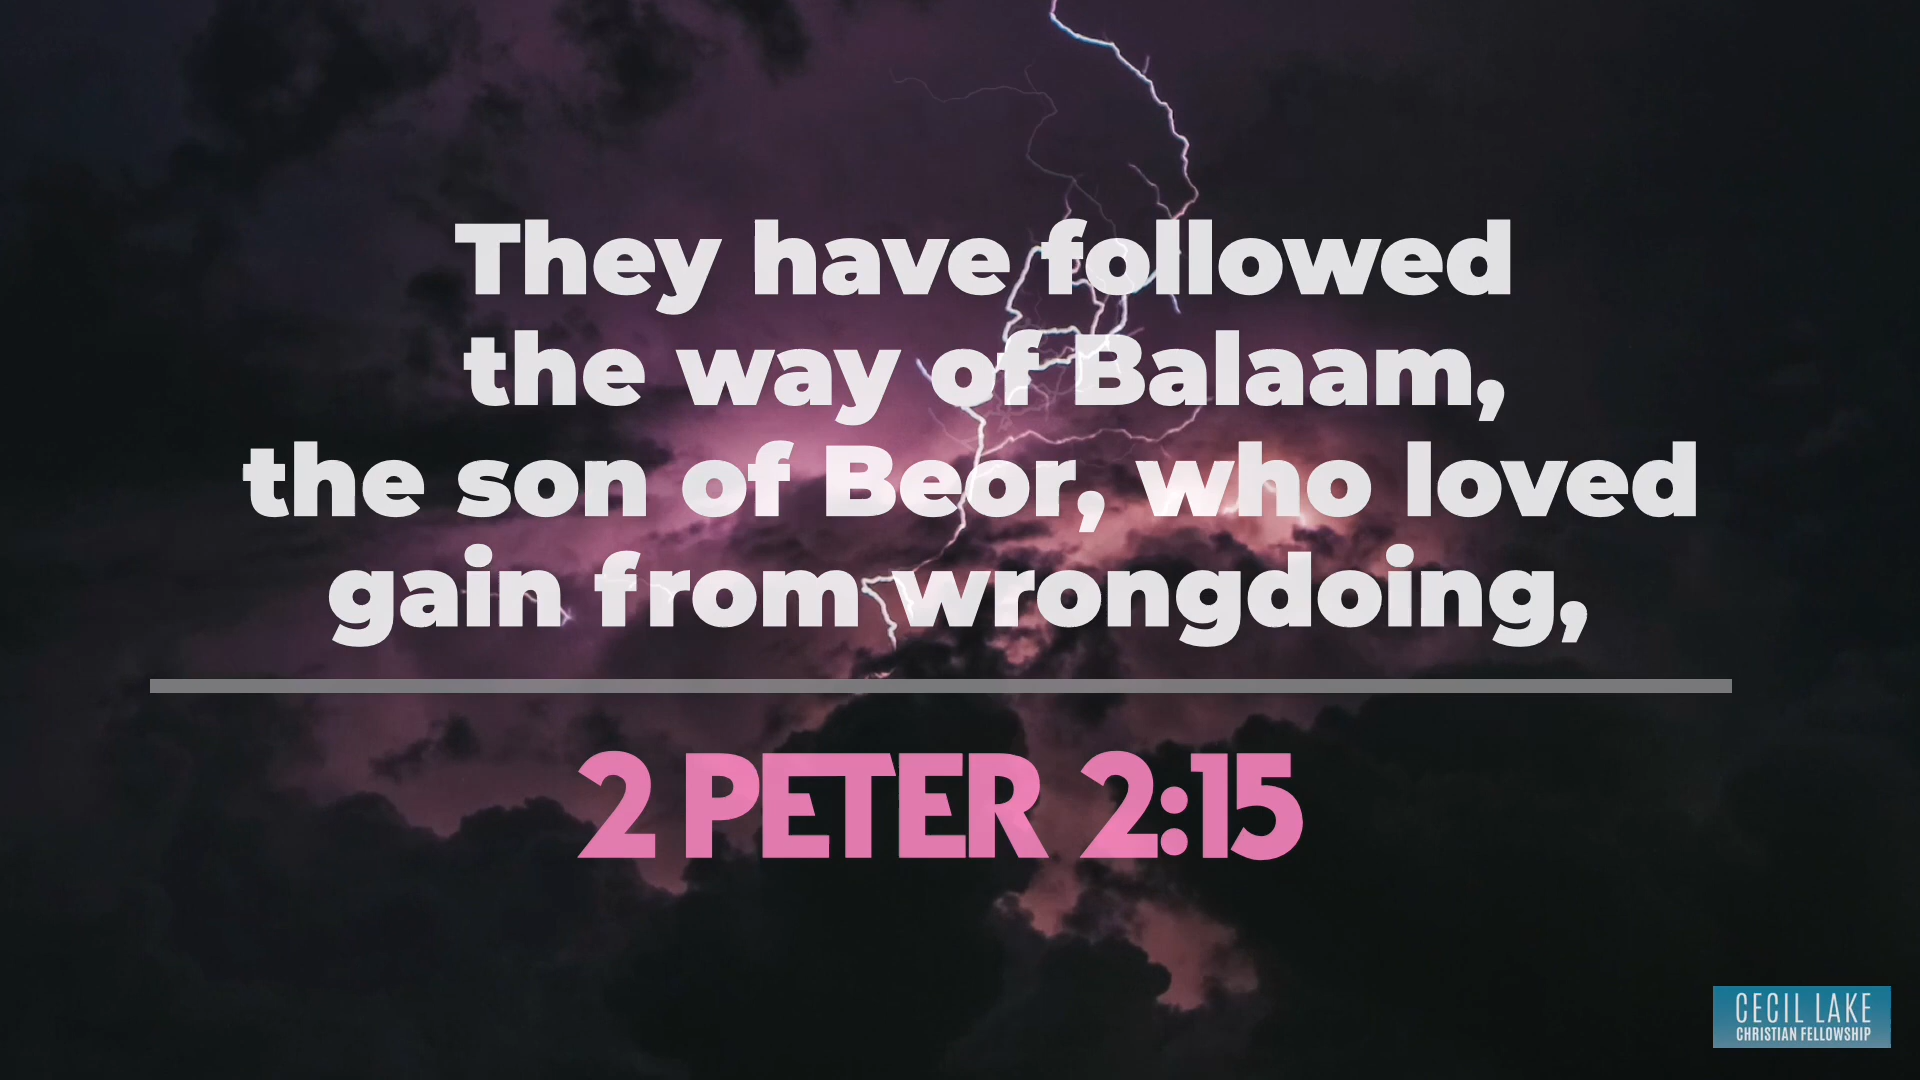 They have followed
the way of Balaam,
the son of Beor, who loved
gain from wrongdoing,
2 PETER 2:15
CECIL LAKE
CHRISTIAN FELLOWSHIP